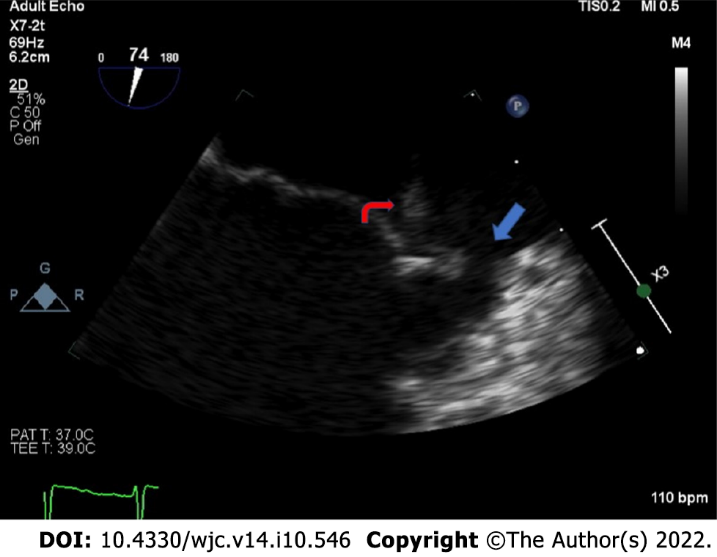 Adult Echo
TIS0.2 MI 0.5
X7-2t
69Hz
6.2cm
M4
0 74 180
2D
51%
C 50
P Off
Gen
P
X3
G
P R
PAT T: 37.0C
TEE T: 39.0C
110 bpm
DOI: 10.4330/wjc.v14.i10.546 Copyright ©The Author(s) 2022.